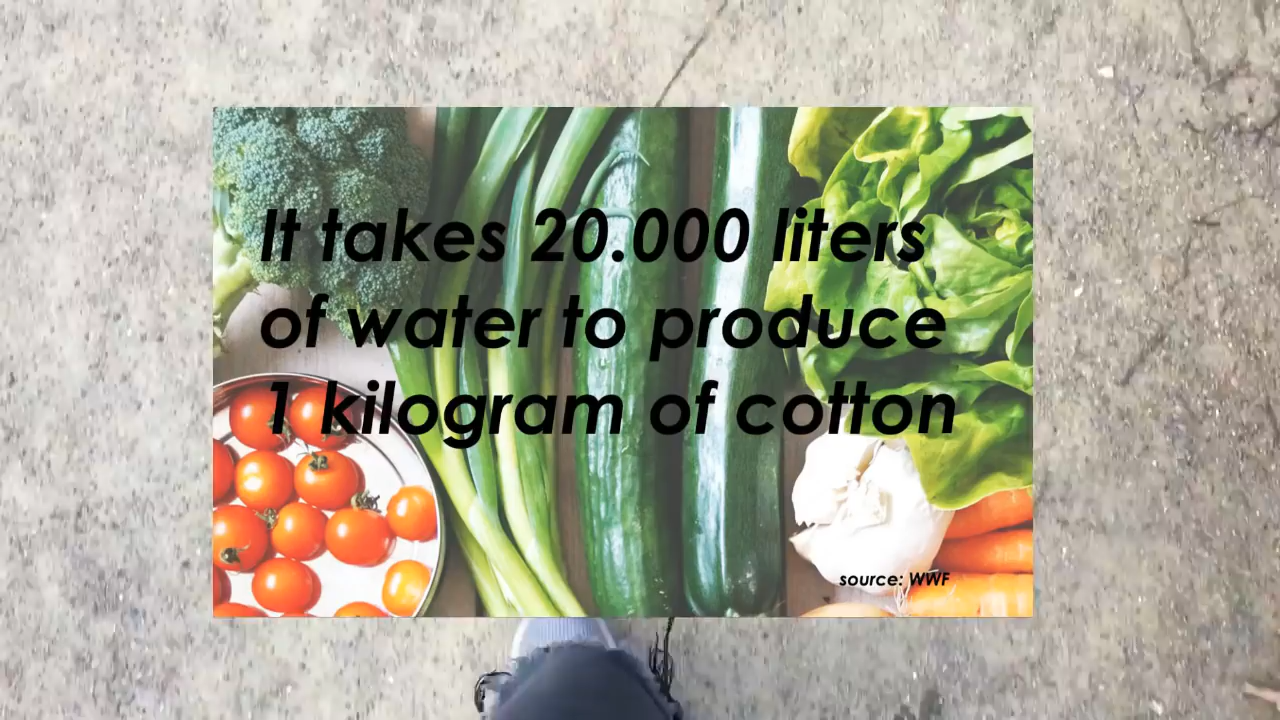 It takes 20.000 liters
of water to produce
1 kilogram of cotton
source: WWF